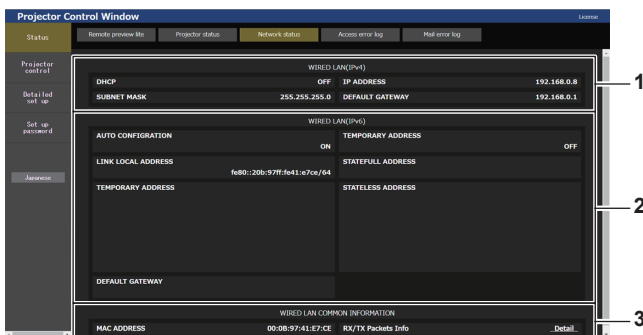 Projector Control Window
License
Status
Remote preview lite
Projector status
Network status
Access error log
Mail error log
Projector
control
Detailed
set up
Set up
password
Japanese
WIRED LAN(IPv4)
DHCP OFF IP ADDRESS 192.168.0.8
SUBNET MASK 255.255.255.0 DEFAULT GATEWAY 192.168.0.1
1
WIRED LAN(IPv6)
AUTO CONFIGRATION ON
TEMPORARY ADDRESS OFF
LINK LOCAL ADDRESS
fe80::20b:97ff:fe41:e7ce/64
STATEFULL ADDRESS
TEMPORARY ADDRESS
STATELESS ADDRESS
2
DEFAULT GATEWAY
WIRED LAN COMMON INFORMATION
MAC ADDRESS 00:0B:97:41:E7:CE RX/TX Packets Info Detail
3